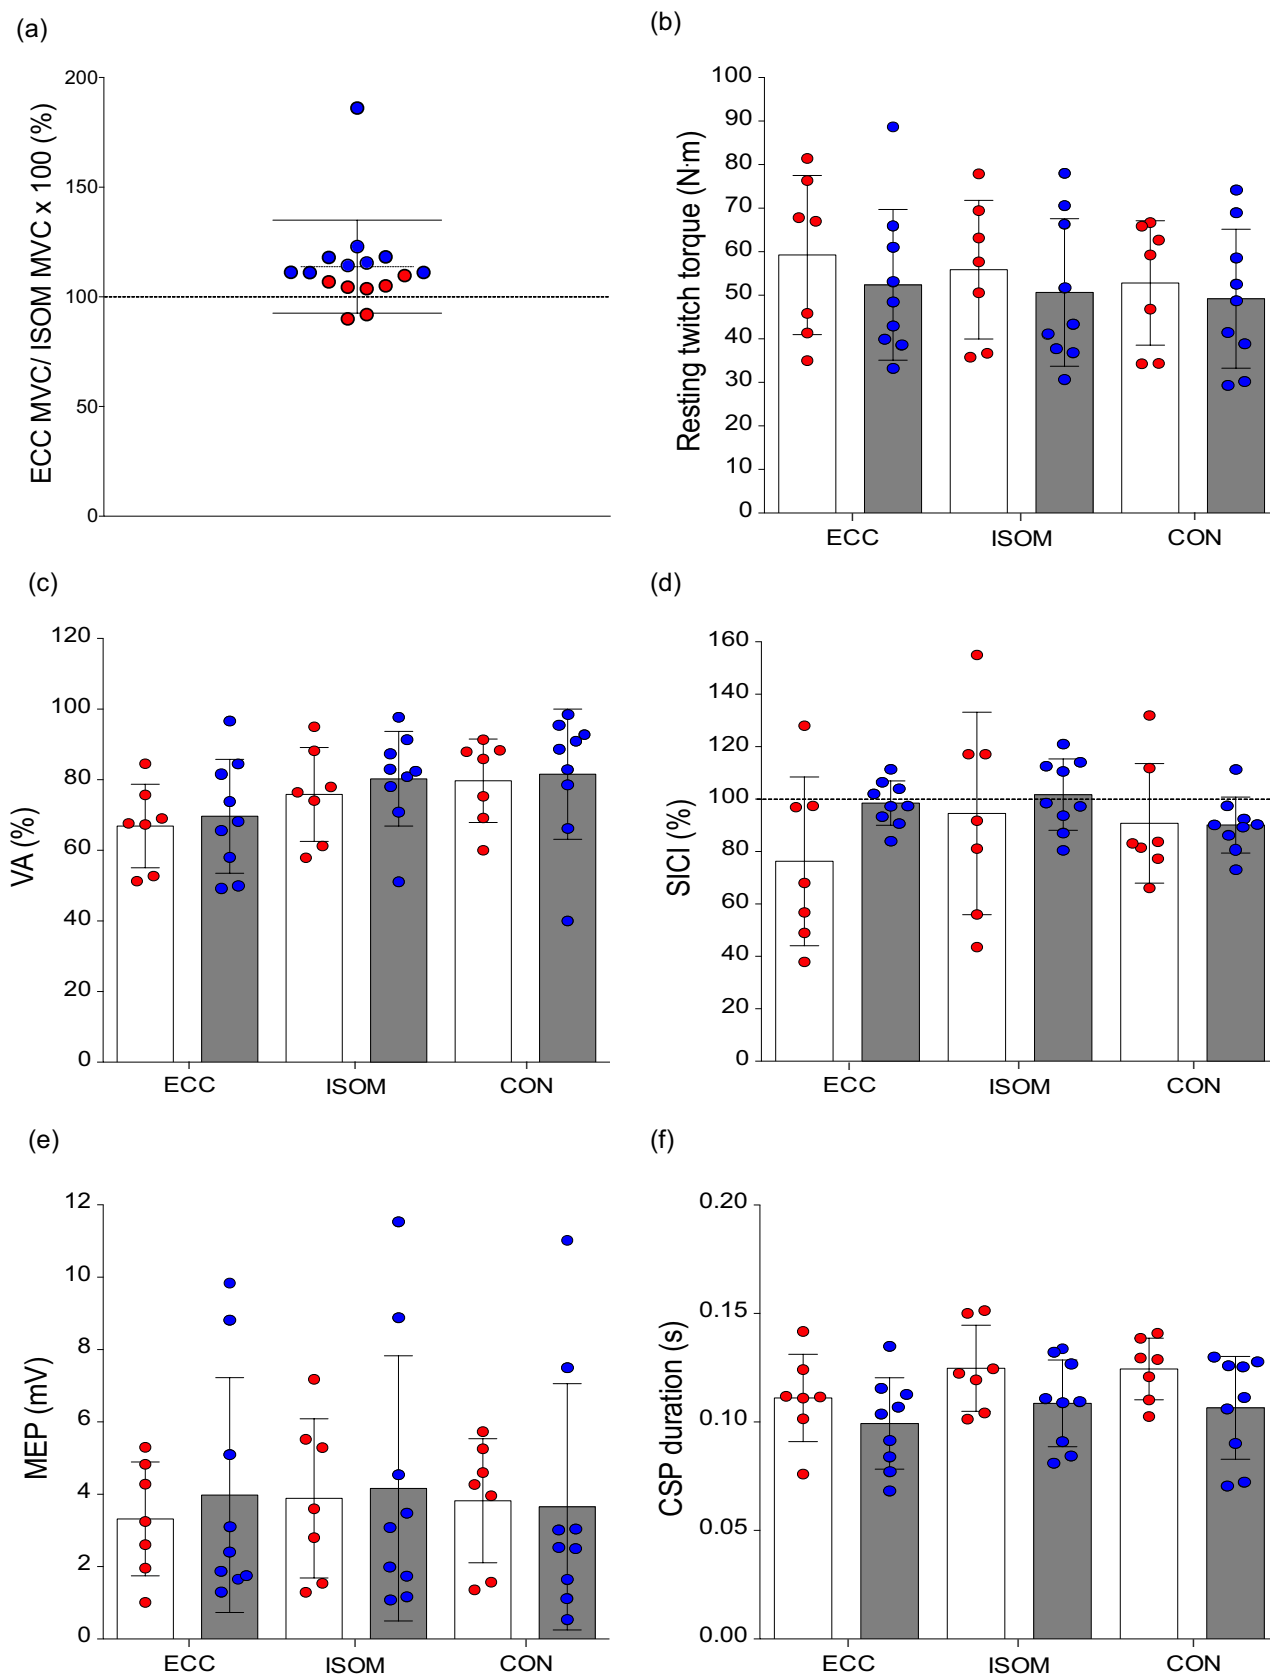 (a)
ECC MVC/ ISOM MVC x 100 (%)
200
150
100
50
0
(b)
Resting twitch torque (N·m)
100
90
80
70
60
50
40
30
20
10
0
ECC ISOM CON
(c)
VA (%)
120
100
80
60
40
20
0
ECC ISOM CON
(d)
SICI (%)
160
140
120
100
80
60
40
20
0
ECC ISOM CON
(e)
MEP (mV)
12
10
8
6
4
2
0
ECC ISOM CON
(f)
CSP duration (s)
0.20
0.15
0.10
0.05
0.00
ECC ISOM CON